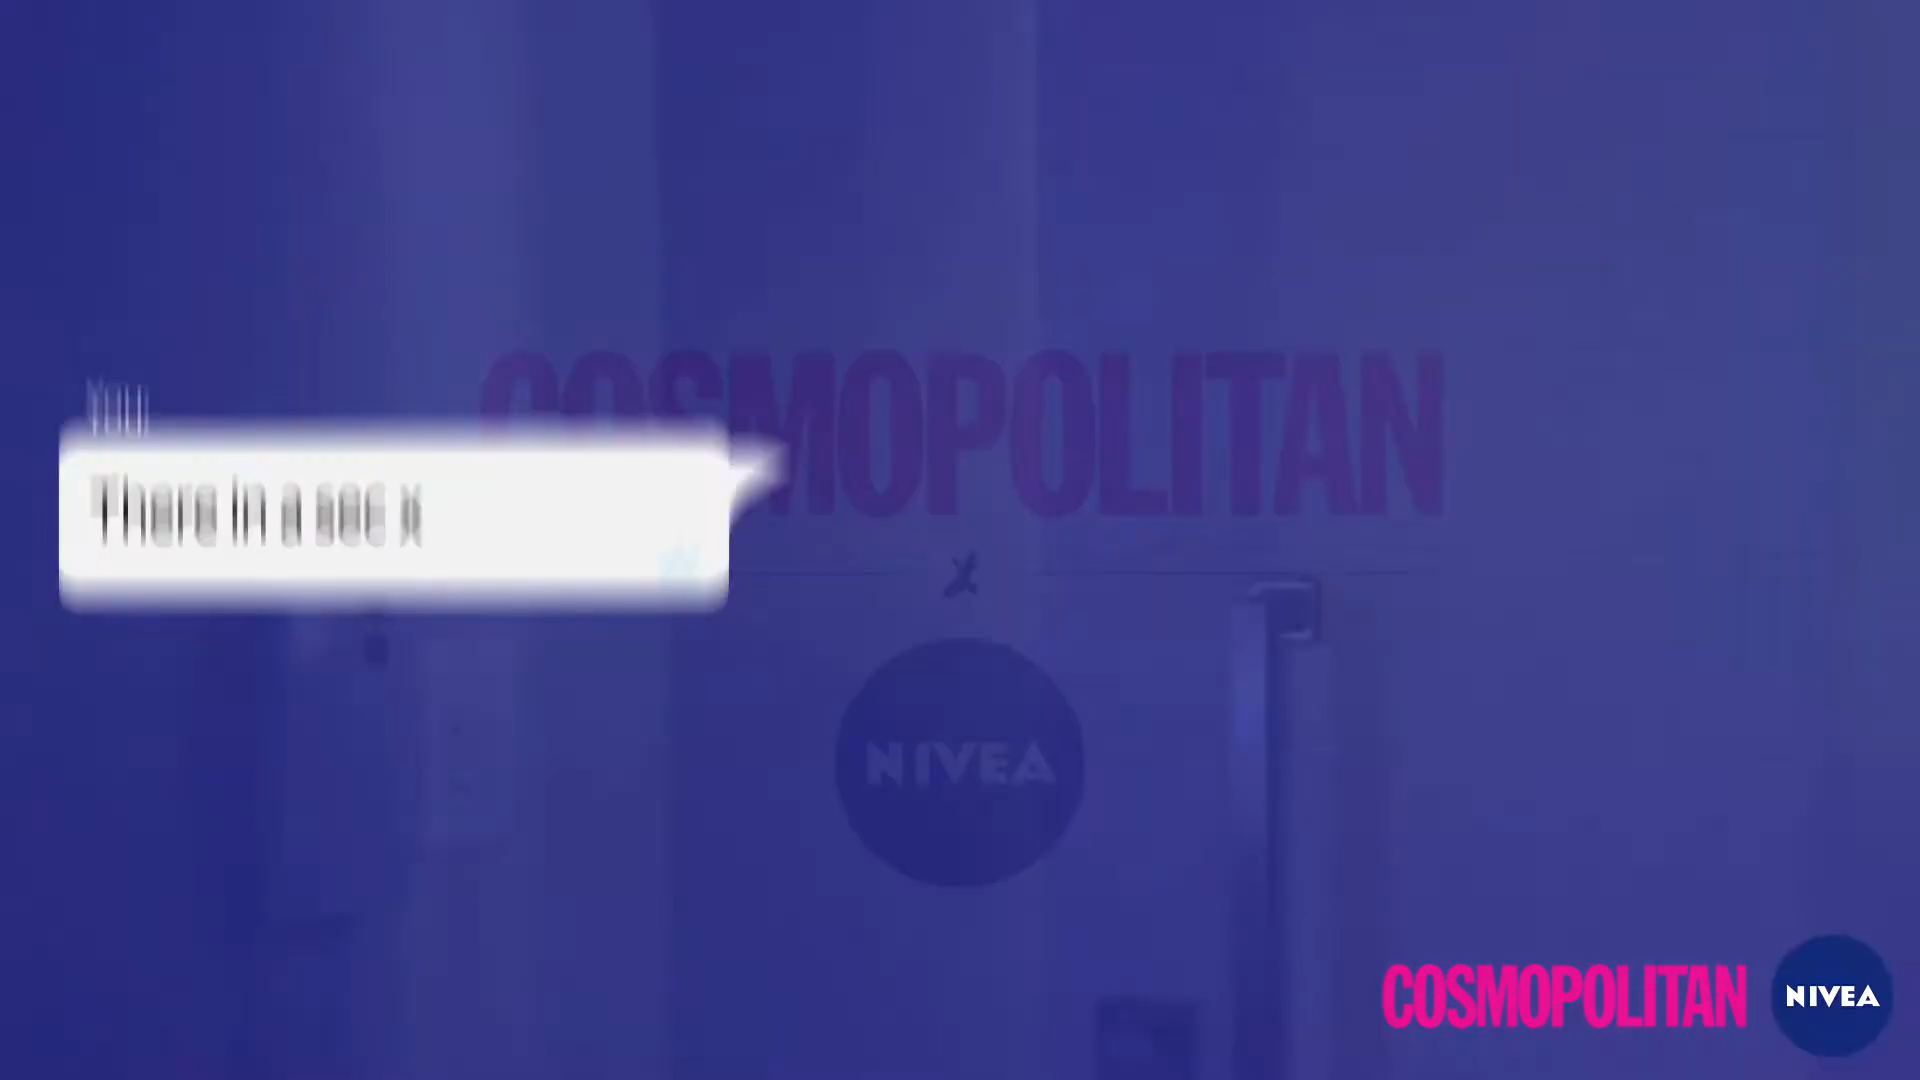 You
There in a sec x
COSMOPOLITAN
x
NIVEA
COSMOPOLITAN NIVEA